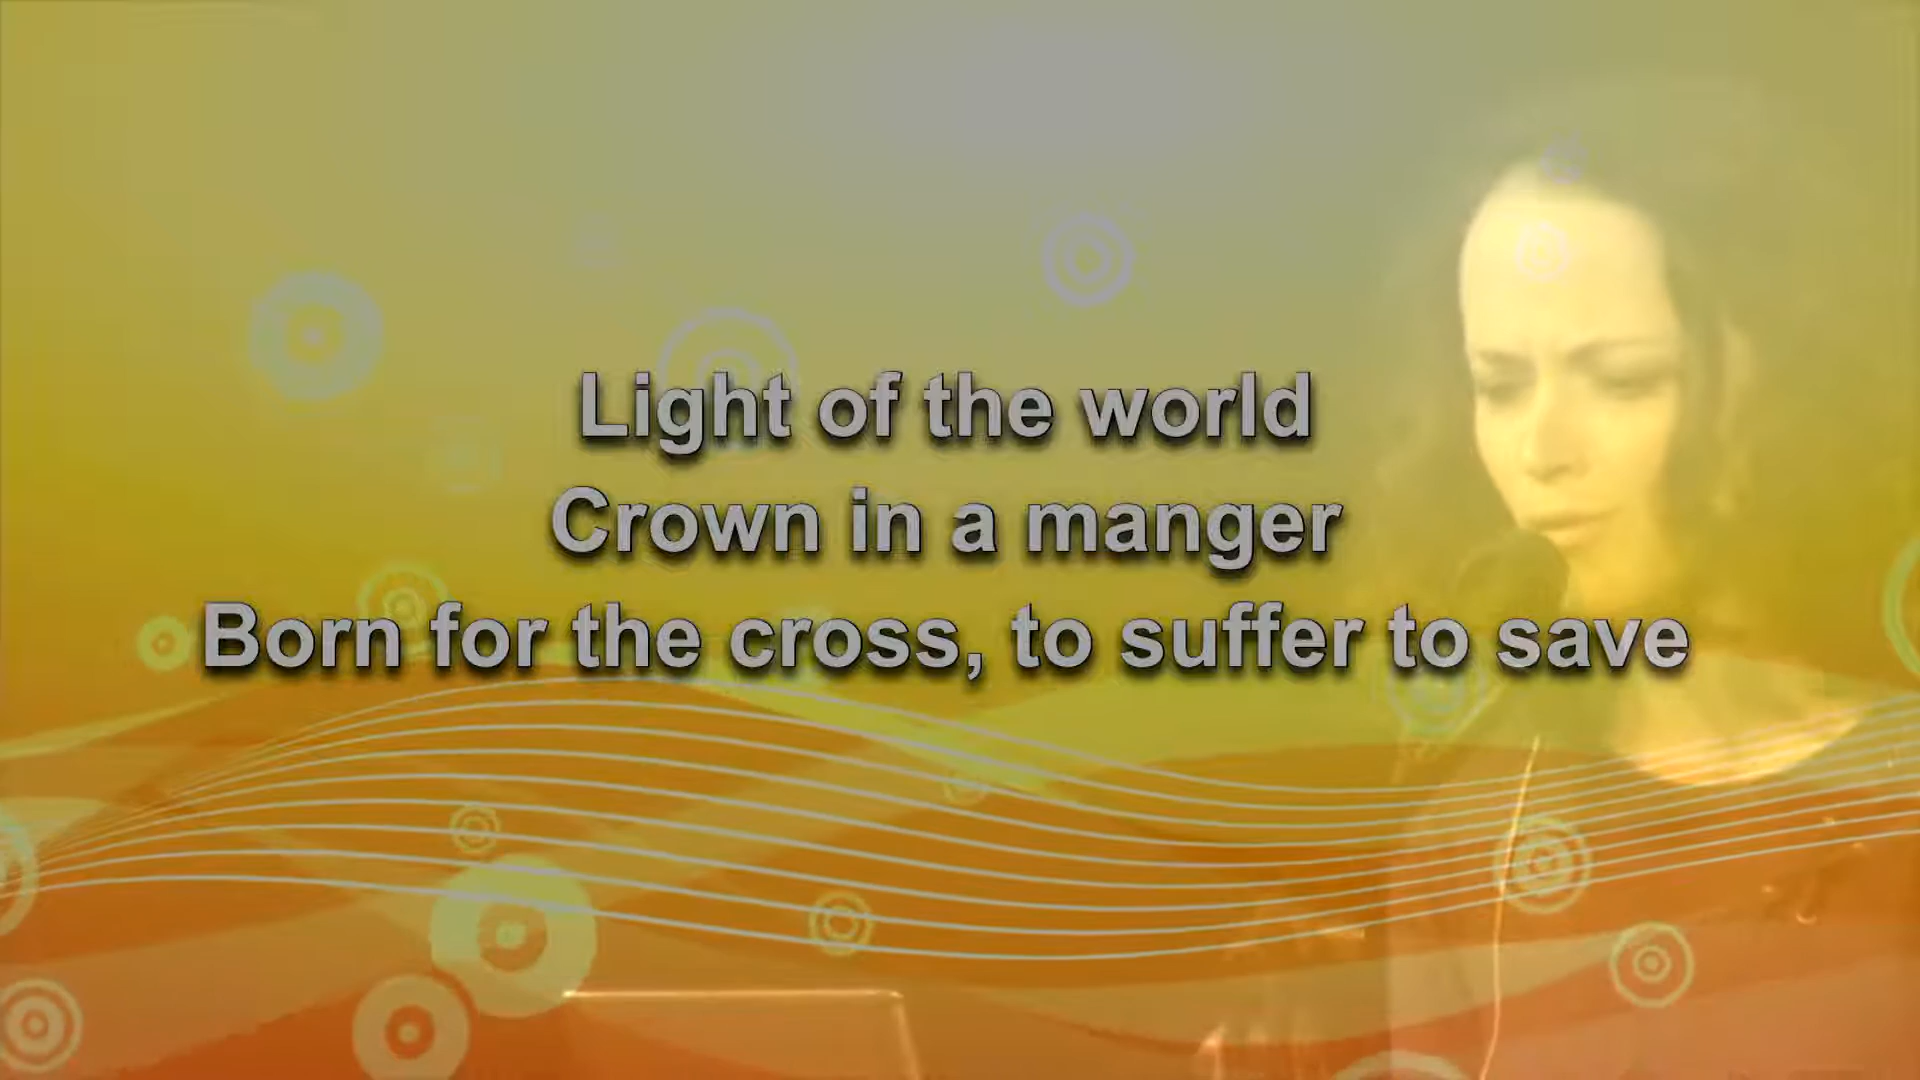 Light of the world
Crown in a manger
Born for the cross, to suffer to save